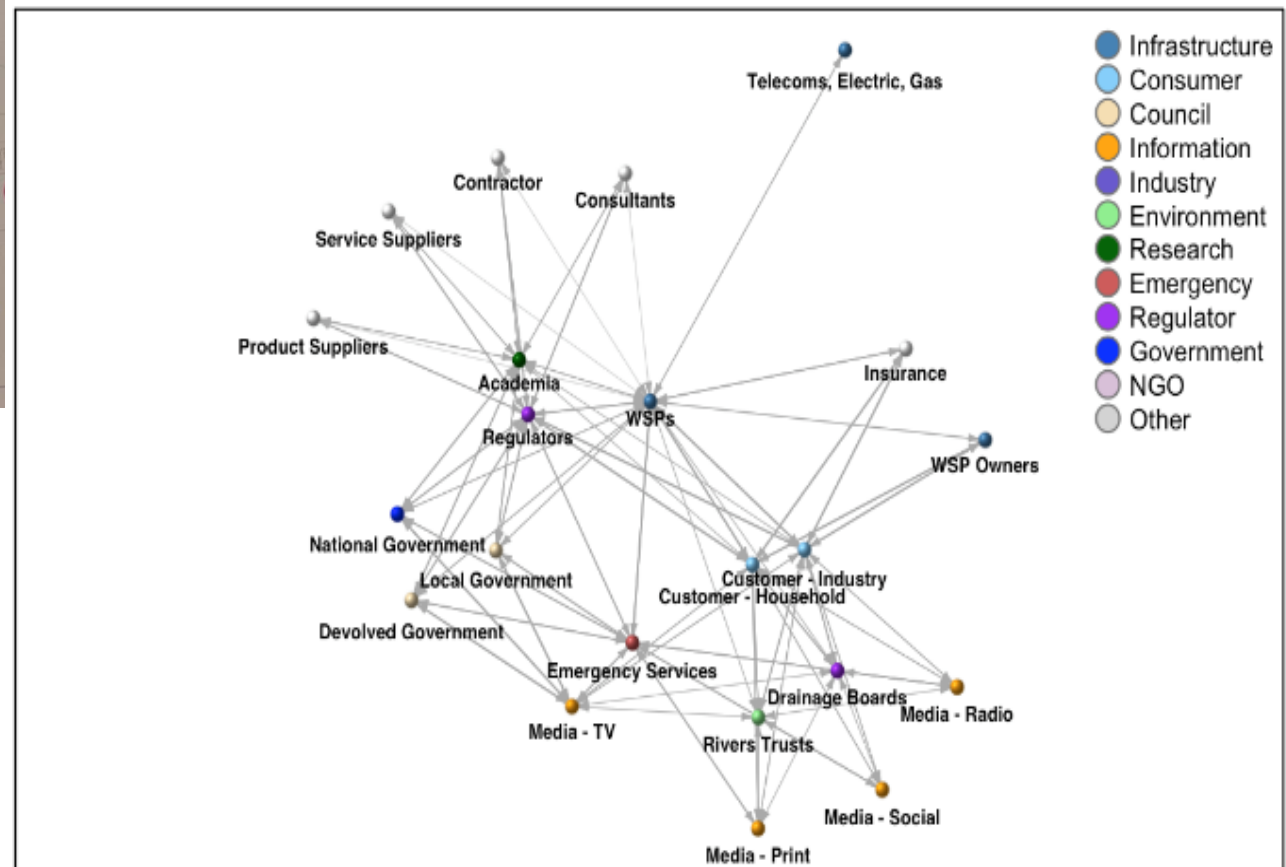 Telecoms, Electric, Gas
Contractor
Consultants
Service Suppliers
Product Suppliers
Academia
Insurance
WSPs
Regulators
WSP Owners
National Government
Local Government
Customer - Industry
Customer - Household
Devolved Government
Emergency Services
Drainage Boards
Media - Radio
Media - TV
Rivers Trusts
Media - Social
Media - Print
Infrastructure
Consumer
Council
Information
Industry
Environment
Research
Emergency
Regulator
Government
NGO
Other